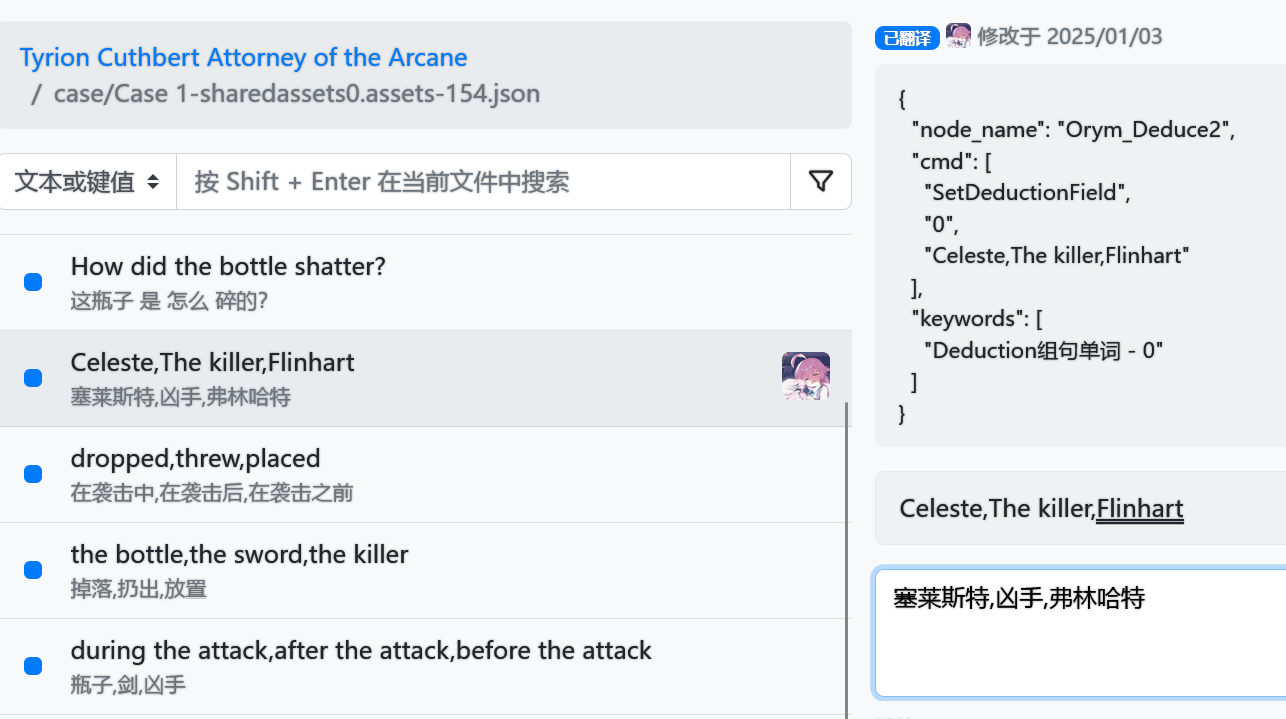 Tyrion Cuthbert Attorney of the Arcane
/ case/Case 1-sharedassets0.assets-154.json
文本或键值
按 Shift + Enter 在当前文件中搜索
How did the bottle shatter?
这瓶子 是 怎么 碎的?
Celeste,The killer,Flinhart
塞莱斯特,凶手,弗林哈特
dropped,threw,placed
在袭击中,在袭击后,在袭击之前
the bottle,the sword,the killer
掉落,扔出,放置
during the attack,after the attack,before the attack
瓶子,剑,凶手
已翻译 修改于 2025/01/03
{
"node_name": "Orym_Deduce2",
"cmd": [
"SetDeductionField",
"0",
"Celeste,The killer,Flinhart"
],
"keywords": [
"Deduction组句单词 - 0"
]
}
Celeste,The killer,Flinhart
塞莱斯特,凶手,弗林哈特